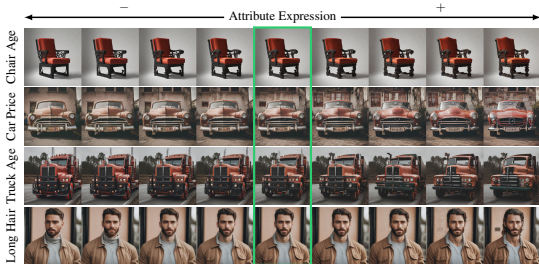 − Attribute Expression +
Chair Age
Car Price
Truck Age
Long Hair